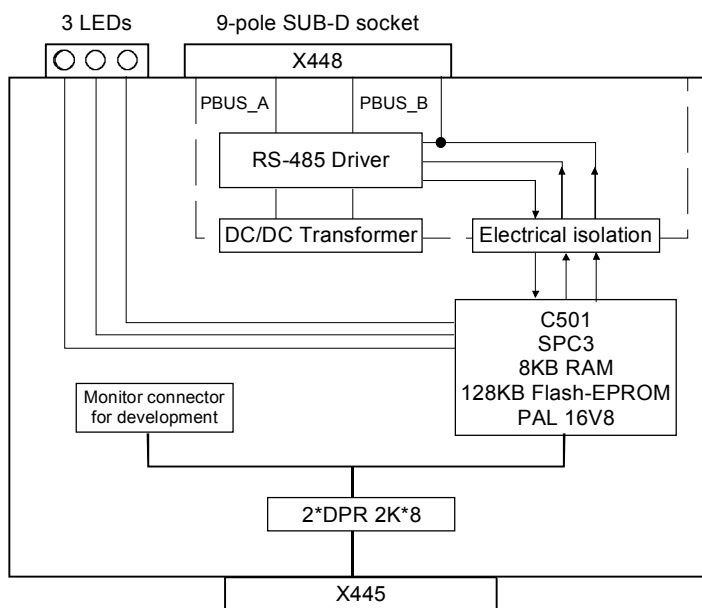 3 LEDs
9-pole SUB-D socket
X448
PBUS_A
PBUS_B
RS-485 Driver
DC/DC Transformer
Electrical isolation
C501
SPC3
8KB RAM
128KB Flash-EPROM
PAL 16V8
Monitor connector
for development
2*DPR 2K*8
X445